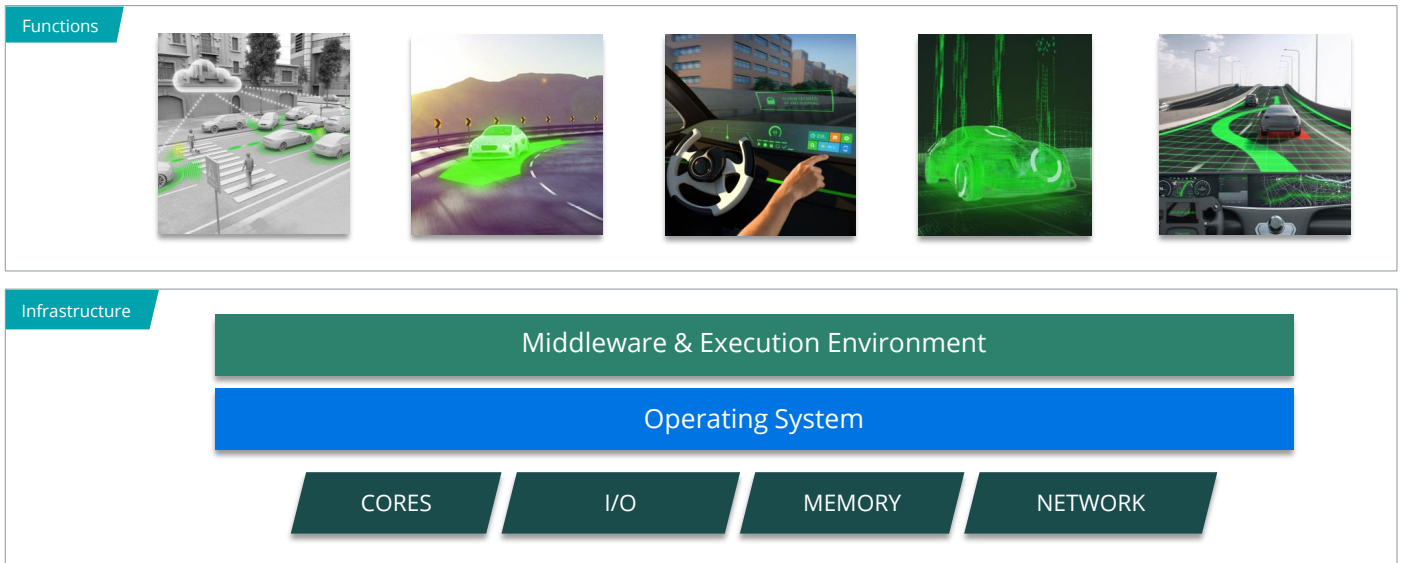 Functions
Infrastructure
Middleware & Execution Environment
Operating System
CORES
I/O
MEMORY
NETWORK